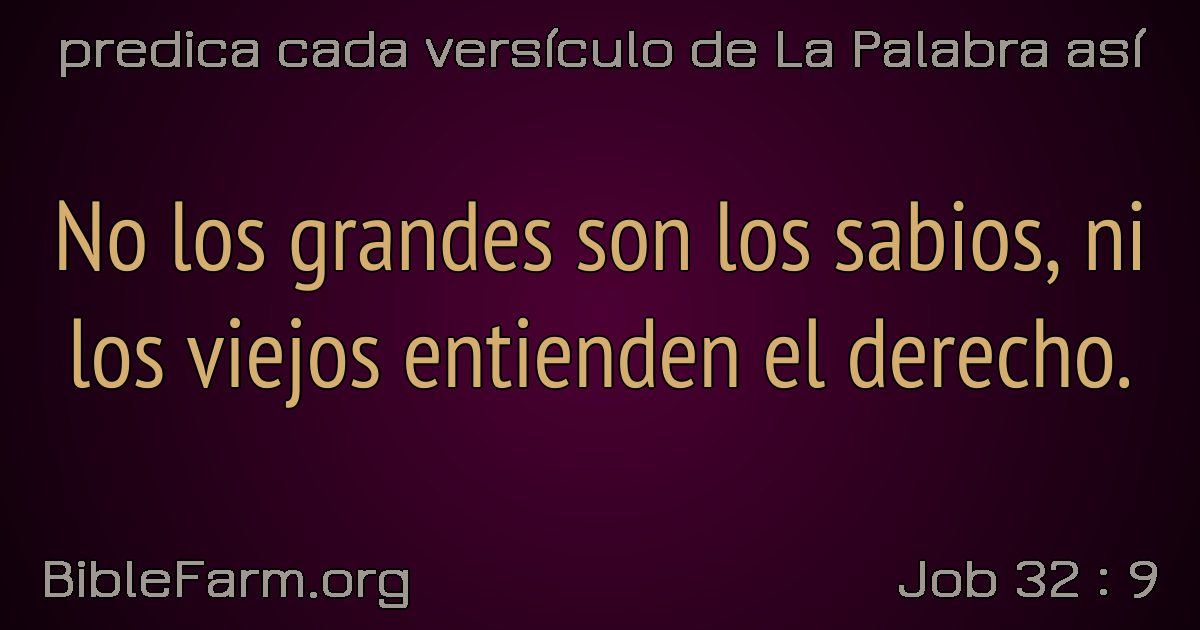 predica cada versículo de La Palabra así
No los grandes son los sabios, ni
los viejos entienden el derecho.
BibleFarm.org
Job 32 : 9